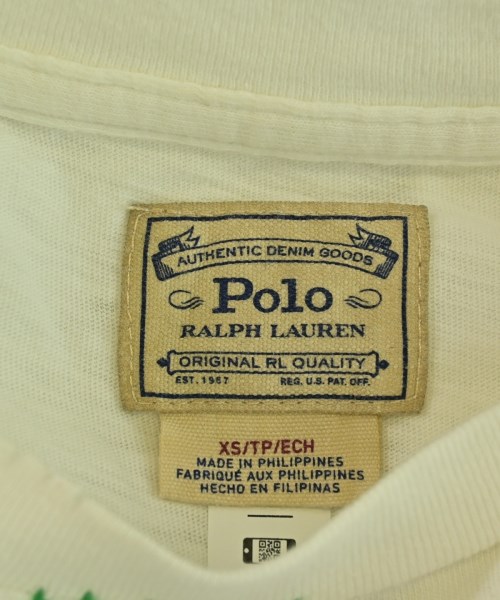 AUTHENTIC DENIM GOODS
Polo
RALPH LAUREN
ORIGINAL RL QUALITY
EST. 1967 REG. U.S. PAT. OFF.
XS/TP/ECH
MADE IN PHILIPPINES
FABRIQUÉ AUX PHILIPPINES
HECHO EN FILIPINAS